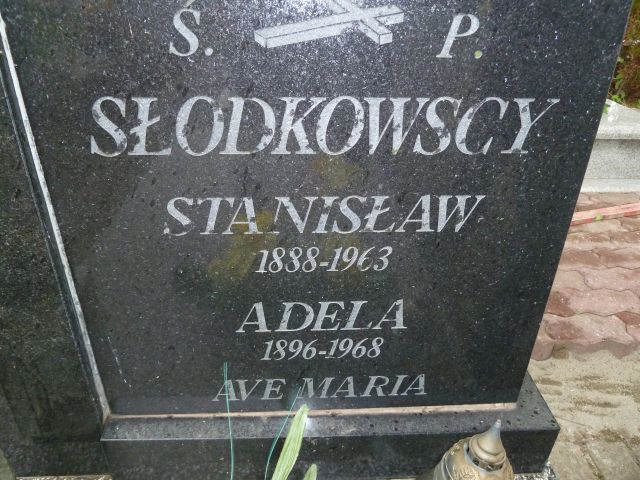 Ś. P.
SŁODKOWSCY
STANISŁAW
1888-1963
ADELA
1896-1968
AVE MARIA